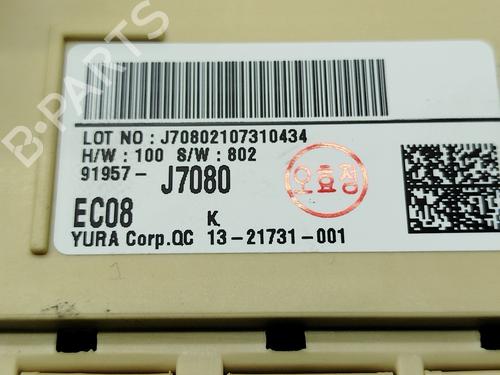 B-PARTS
LOT NO : J70802107310434
H/W : 100 S/W : 802
91957- J7080
오효정
EC08 K
YURA Corp.QC 13-21731-001